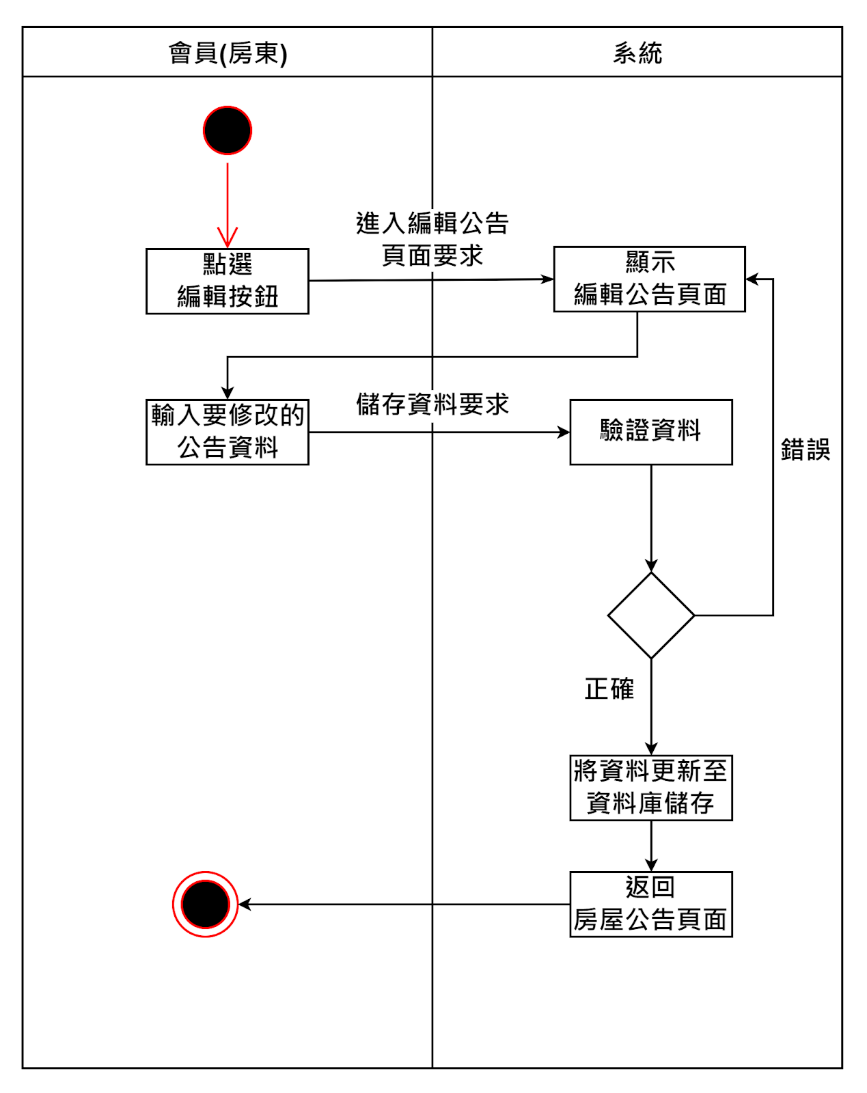 會員(房東)
系統
進入編輯公告
頁面要求
點選
編輯按鈕
顯示
編輯公告頁面
儲存資料要求
輸入要修改的
公告資料
驗證資料
錯誤
正確
將資料更新至
資料庫儲存
返回
房屋公告頁面